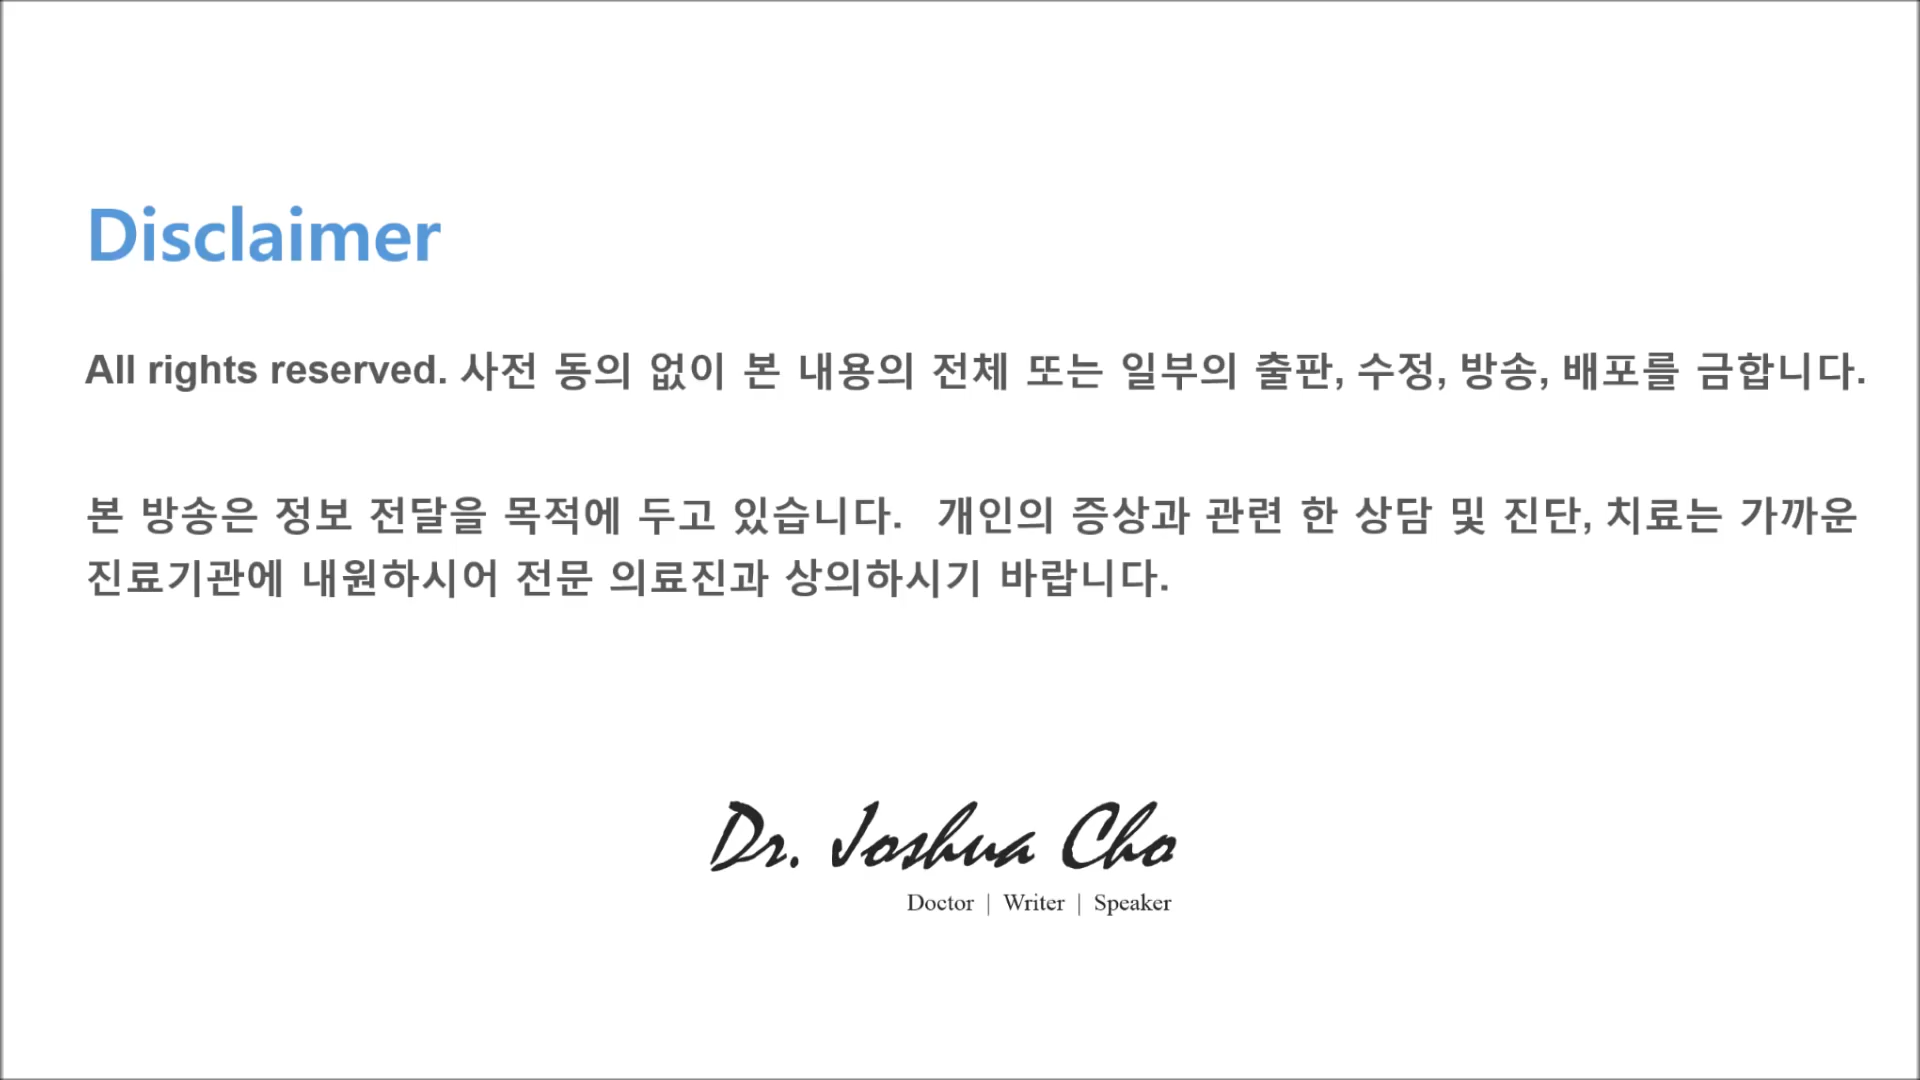 Disclaimer
All rights reserved. 사전 동의 없이 본 내용의 전체 또는 일부의 출판, 수정, 방송, 배포를 금합니다.
본 방송은 정보 전달을 목적에 두고 있습니다. 개인의 증상과 관련 한 상담 및 진단, 치료는 가까운
진료기관에 내원하시어 전문 의료진과 상의하시기 바랍니다.
Dr. Joshua Cho
Doctor | Writer | Speaker